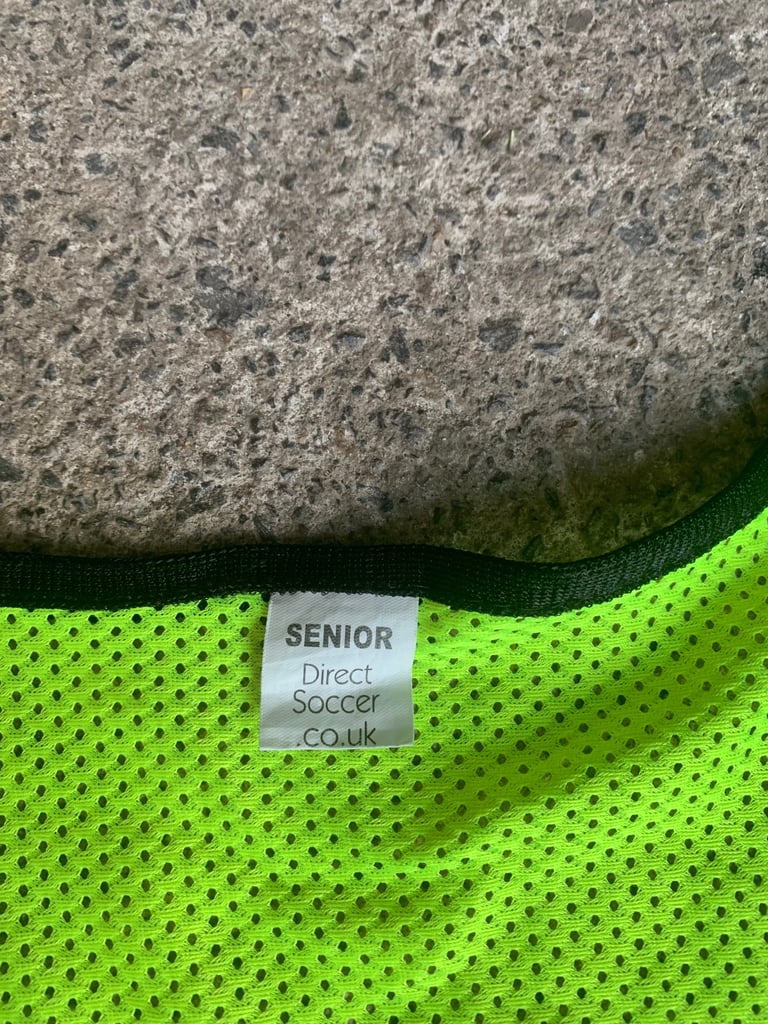 SENIOR
Direct
Soccer
.co.uk